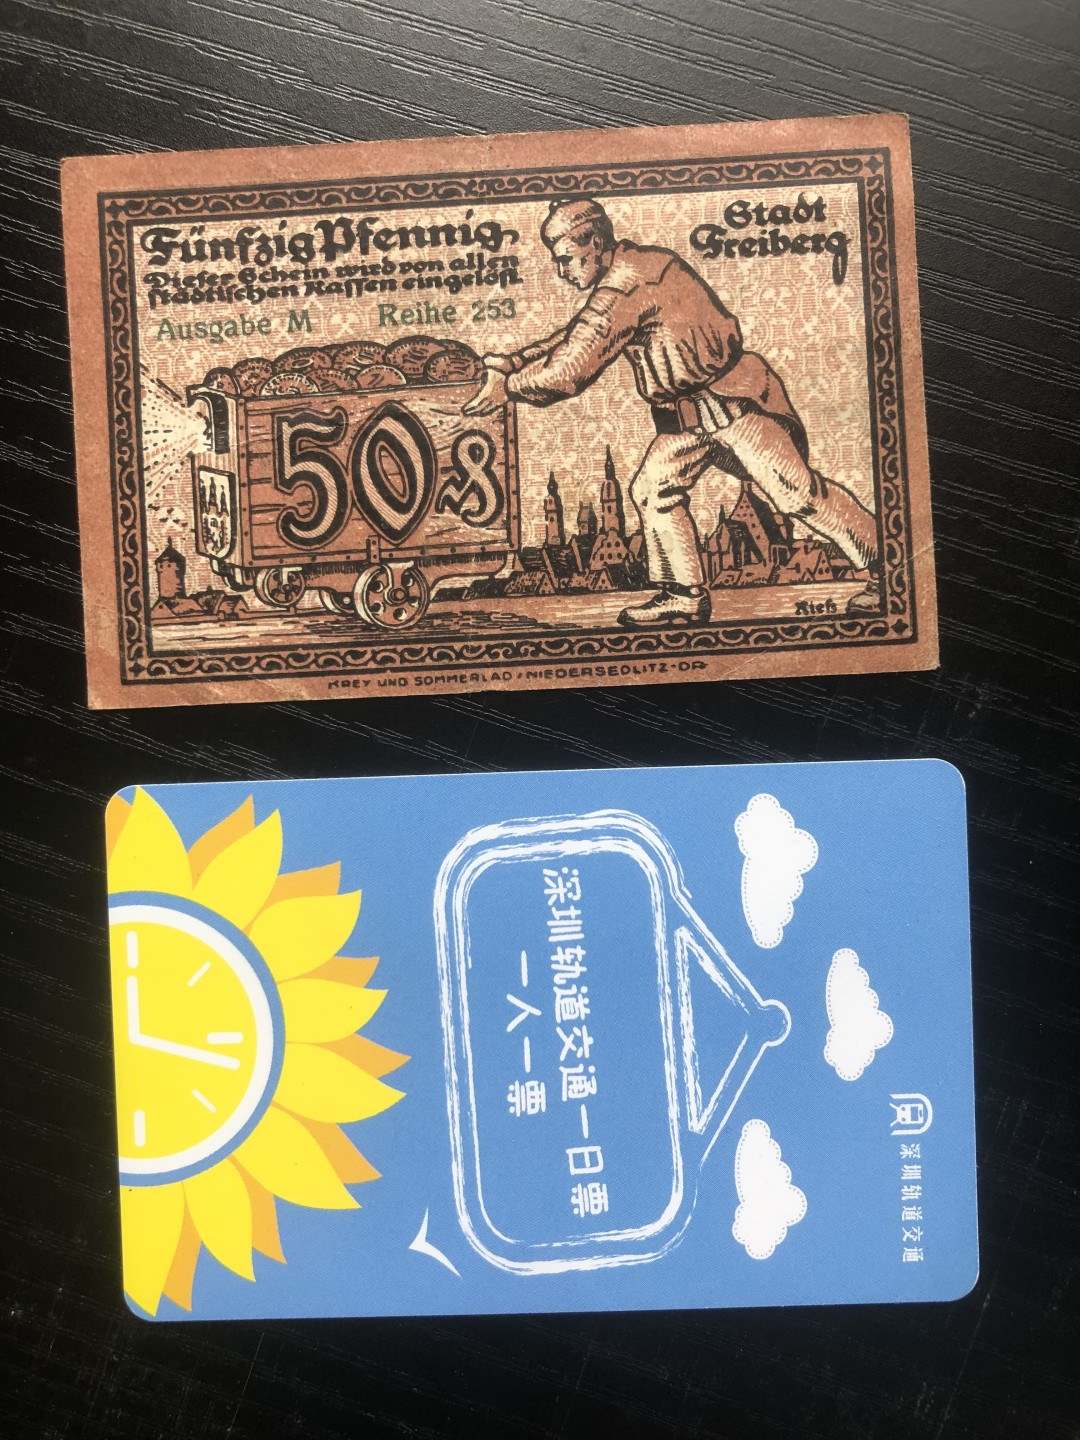 Fünfzig Pfennig
Dieser Schein wird von allen
städtischen Kassen eingelöst.
Ausgabe M Reihe 253
Stadt
Freiberg
50 ₰
Rieß
KREY UND SOMMERLAD / NIEDERSEDLITZ-DR
深圳轨道交通
深圳轨道交通一日票
一人一票